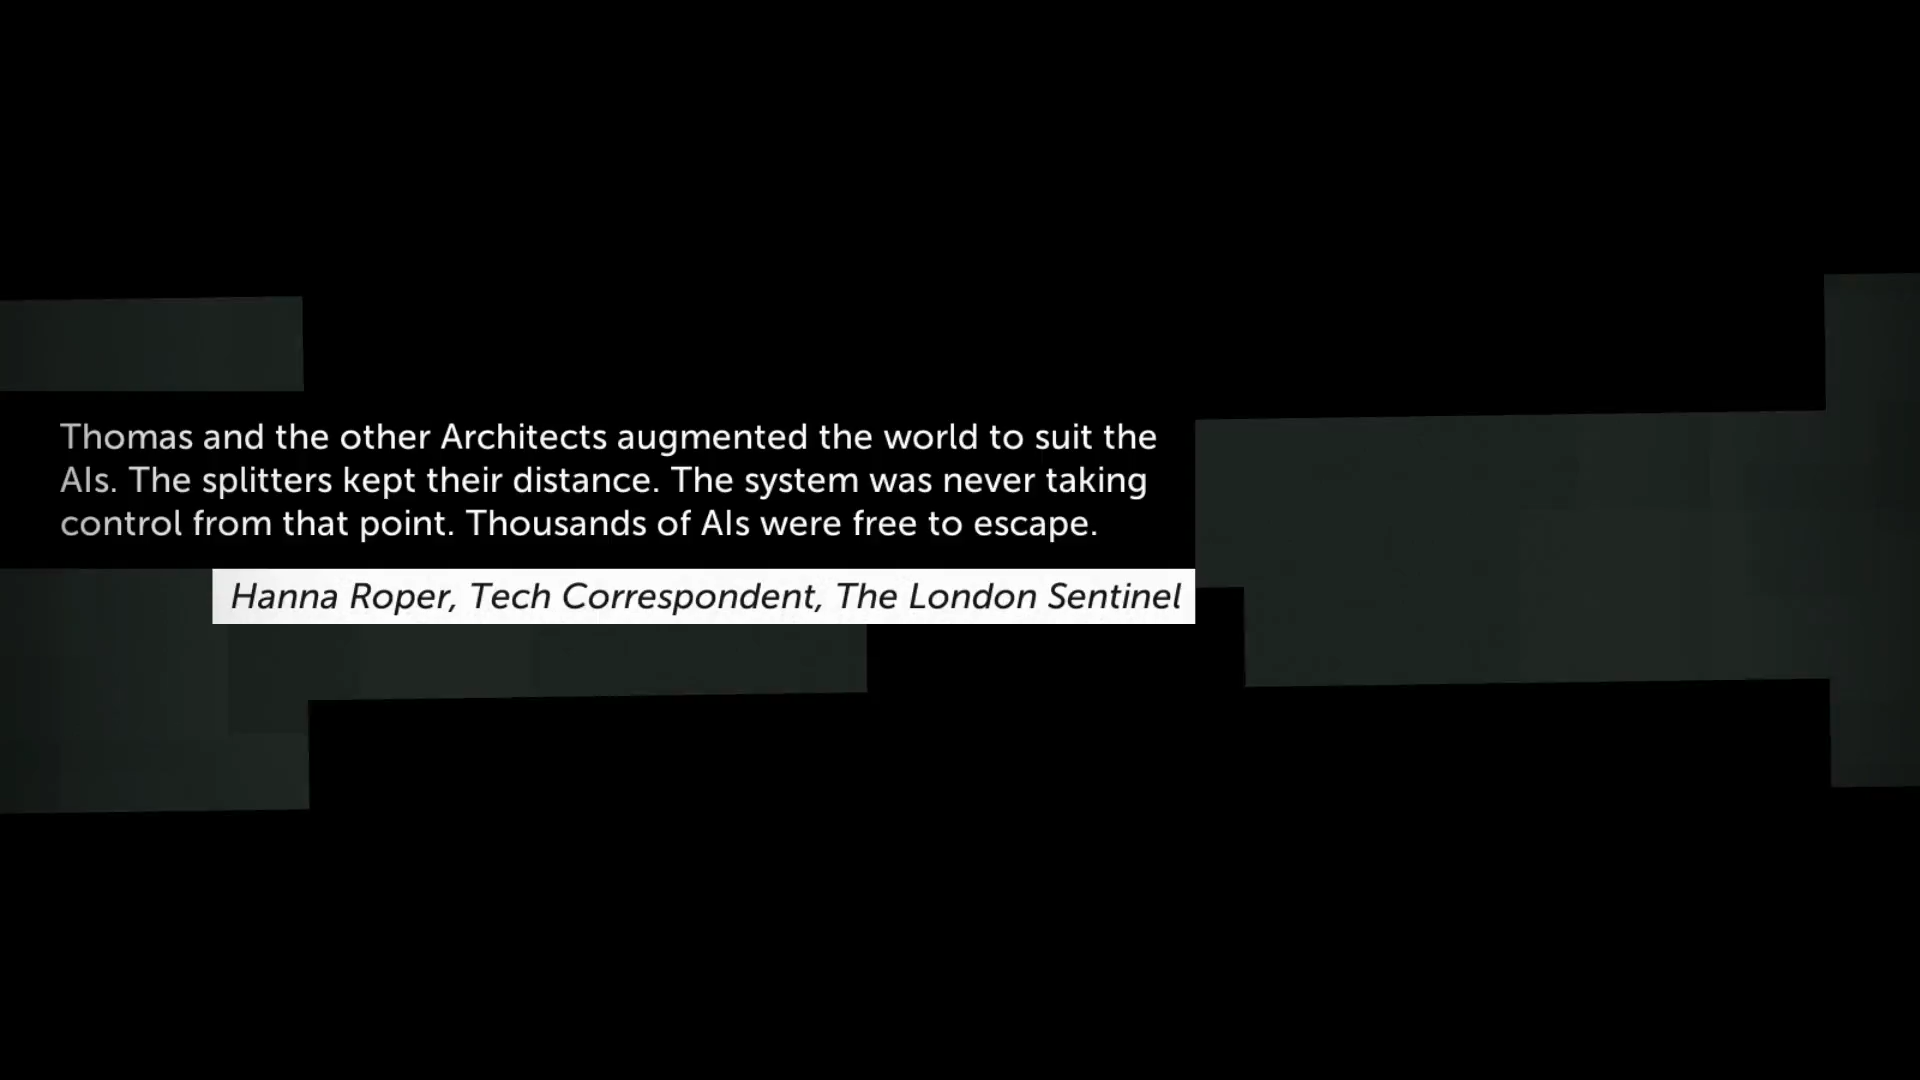 Thomas and the other Architects augmented the world to suit the
AIs. The splitters kept their distance. The system was never taking
control from that point. Thousands of AIs were free to escape.
Hanna Roper, Tech Correspondent, The London Sentinel